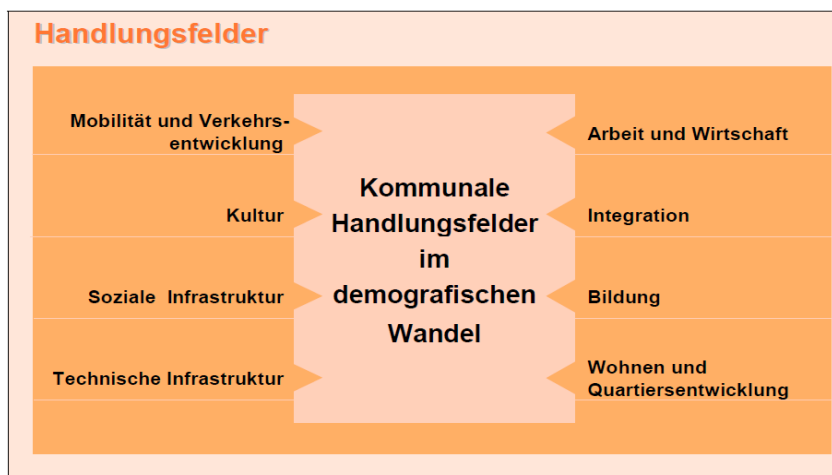 Handlungsfelder
Mobilität und Verkehrs-
entwicklung
Kultur
Soziale Infrastruktur
Technische Infrastruktur
Kommunale
Handlungsfelder
im
demografischen
Wandel
Arbeit und Wirtschaft
Integration
Bildung
Wohnen und
Quartiersentwicklung